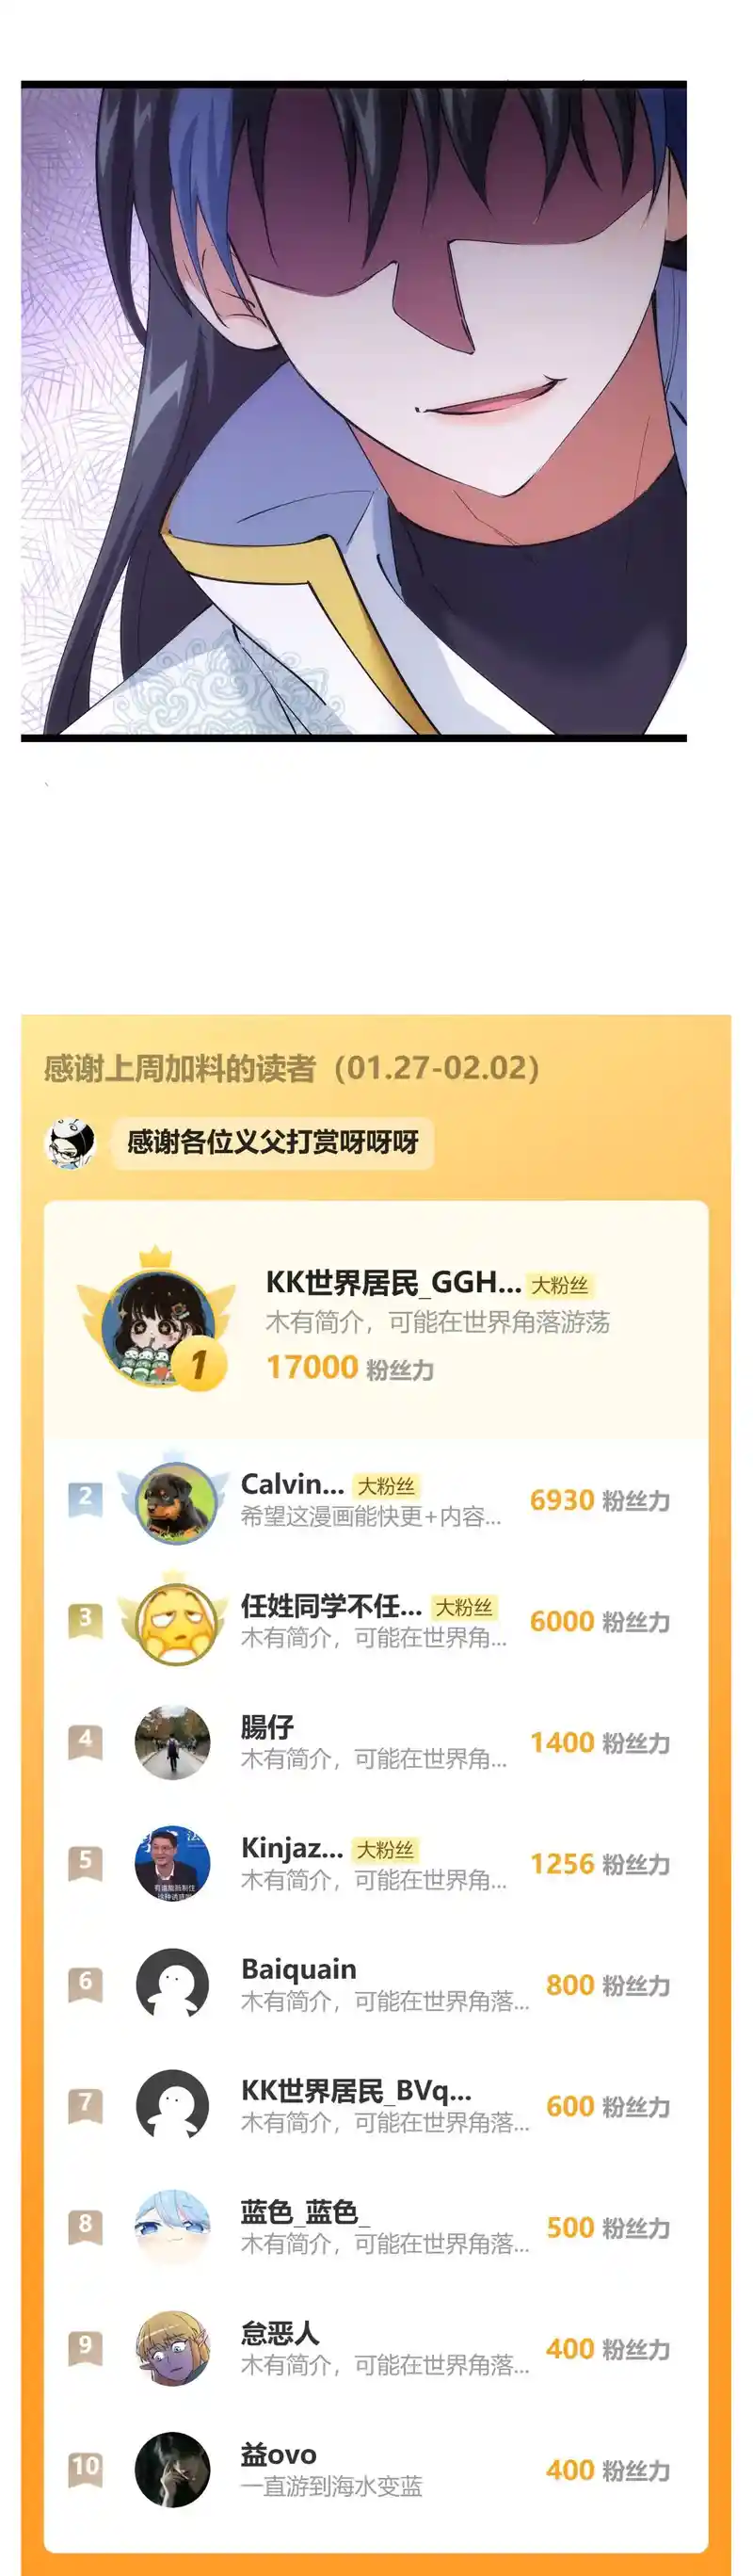 感谢上周加料的读者（01.27-02.02）
感谢各位义父打赏呀呀呀
KK世界居民_GGH... 大粉丝
木有简介，可能在世界角落游荡
1
17000 粉丝力
2
Calvin... 大粉丝
希望这漫画能快更+内容...
6930 粉丝力
3
任姓同学不任... 大粉丝
木有简介，可能在世界角...
6000 粉丝力
4
腸仔
木有简介，可能在世界角...
1400 粉丝力
5
Kinjaz... 大粉丝
木有简介，可能在世界角...
1256 粉丝力
6
Baiquain
木有简介，可能在世界角落...
800 粉丝力
7
KK世界居民_BVq...
木有简介，可能在世界角落...
600 粉丝力
8
蓝色_蓝色_
木有简介，可能在世界角落...
500 粉丝力
9
怠恶人
木有简介，可能在世界角落...
400 粉丝力
10
益ovo
一直游到海水变蓝
400 粉丝力